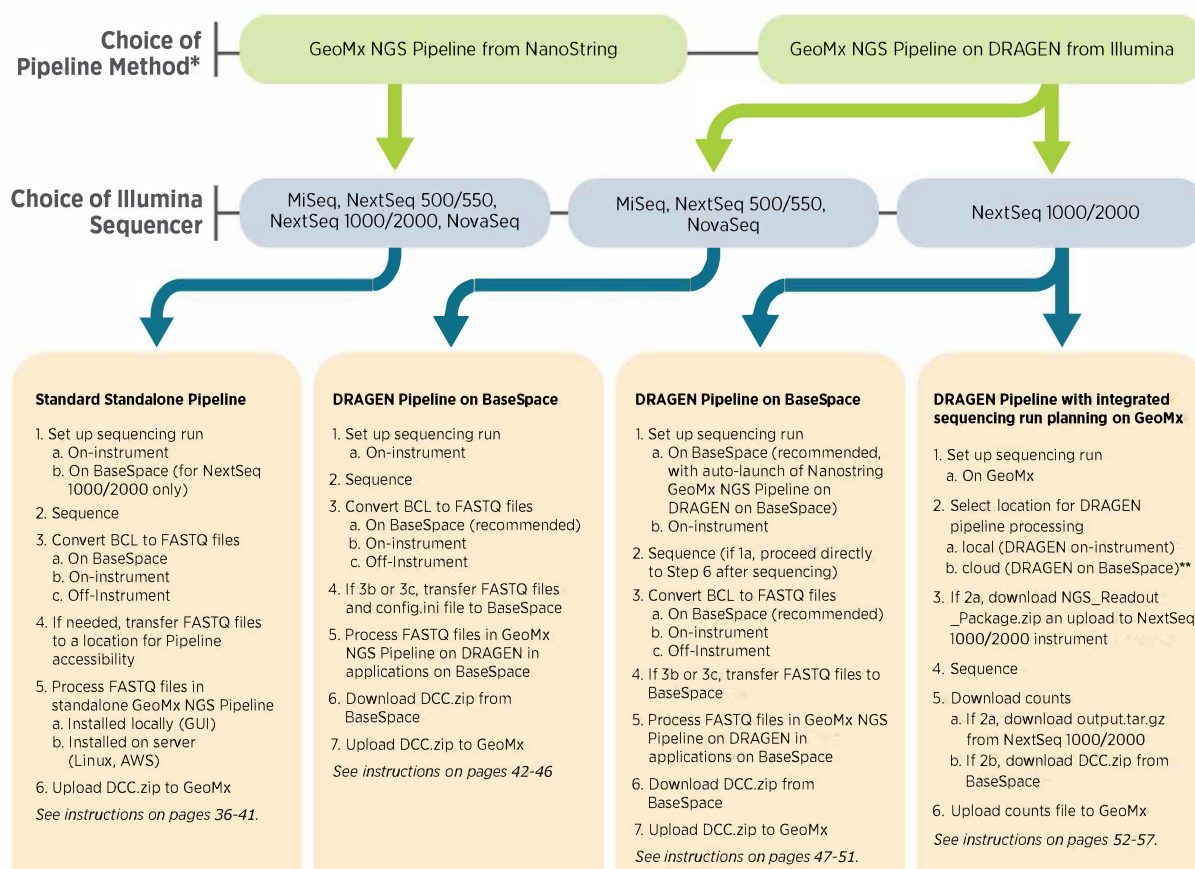 Choice of
Pipeline Method*
GeoMx NGS Pipeline from NanoString
GeoMx NGS Pipeline on DRAGEN from Illumina
Choice of Illumina
Sequencer
MiSeq, NextSeq 500/550,
NextSeq 1000/2000, NovaSeq
MiSeq, NextSeq 500/550,
NovaSeq
NextSeq 1000/2000
Standard Standalone Pipeline
1. Set up sequencing run
a. On-instrument
b. On BaseSpace (for NextSeq
1000/2000 only)
2. Sequence
3. Convert BCL to FASTQ files
a. On BaseSpace
b. On-instrument
c. Off-Instrument
4. If needed, transfer FASTQ files
to a location for Pipeline
accessibility
5. Process FASTQ files in
standalone GeoMx NGS Pipeline
a. Installed locally (GUI)
b. Installed on server
(Linux, AWS)
6. Upload DCC.zip to GeoMx
See instructions on pages 36-41.
DRAGEN Pipeline on BaseSpace
1. Set up sequencing run
a. On-instrument
2. Sequence
3. Convert BCL to FASTQ files
a. On BaseSpace (recommended)
b. On-instrument
c. Off-Instrument
4. If 3b or 3c, transfer FASTQ files
and config.ini file to BaseSpace
5. Process FASTQ files in GeoMx
NGS Pipeline on DRAGEN in
applications on BaseSpace
6. Download DCC.zip from
BaseSpace
7. Upload DCC.zip to GeoMx
See instructions on pages 42-46
DRAGEN Pipeline on BaseSpace
1. Set up sequencing run
a. On BaseSpace (recommended,
with auto-launch of Nanostring
GeoMx NGS Pipeline on
DRAGEN on BaseSpace)
b. On-instrument
2. Sequence (if 1a, proceed directly
to Step 6 after sequencing)
3. Convert BCL to FASTQ files
a. On BaseSpace (recommended)
b. On-instrument
c. Off-Instrument
4. If 3b or 3c, transfer FASTQ files to
BaseSpace
5. Process FASTQ files in GeoMx NGS
Pipeline on DRAGEN in
applications on BaseSpace
6. Download DCC.zip from
BaseSpace
7. Upload DCC.zip to GeoMx
See instructions on pages 47-51.
DRAGEN Pipeline with integrated
sequencing run planning on GeoMx
1. Set up sequencing run
a. On GeoMx
2. Select location for DRAGEN
pipeline processing
a. local (DRAGEN on-instrument)
b. cloud (DRAGEN on BaseSpace)**
3. If 2a, download NGS_Readout
_Package.zip an upload to NextSeq
1000/2000 instrument
4. Sequence
5. Download counts
a. If 2a, download output.tar.gz
from NextSeq 1000/2000
b. If 2b, download DCC.zip from
BaseSpace
6. Upload counts file to GeoMx
See instructions on pages 52-57.